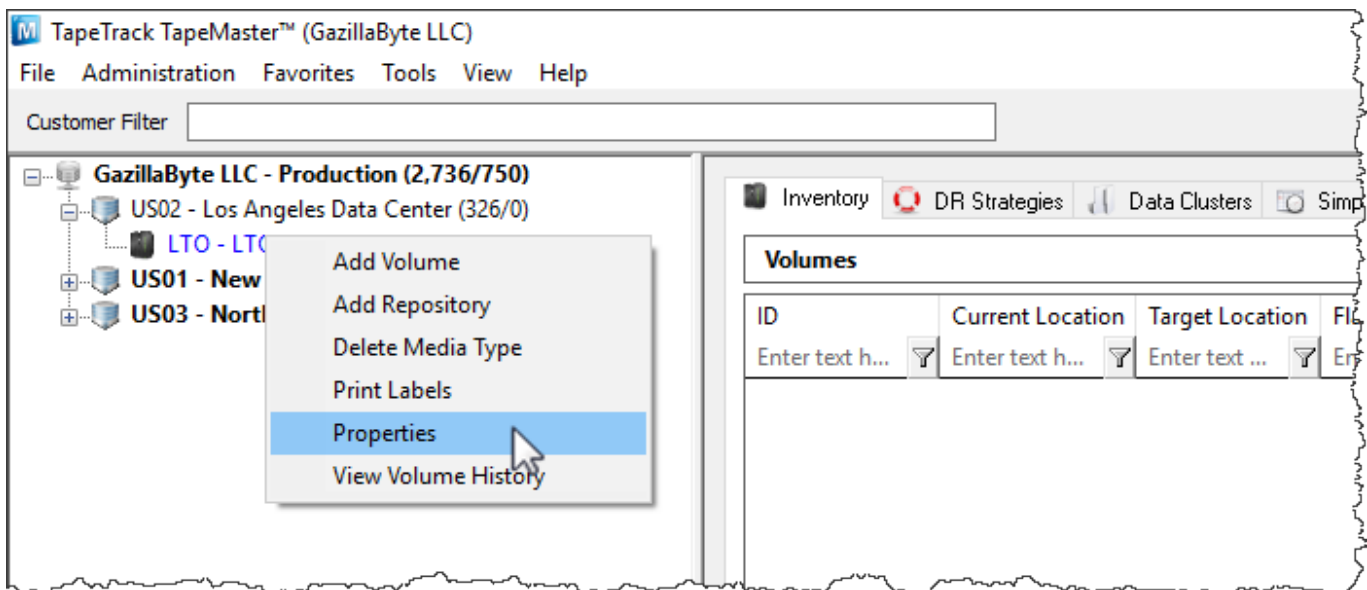 TapeTrack TapeMaster™ (GazillaByte LLC)
File Administration Favorites Tools View Help
Customer Filter
GazillaByte LLC - Production (2,736/750)
US02 - Los Angeles Data Center (326/0)
LTO - LTO
US01 - New
US03 - North
Add Volume
Add Repository
Delete Media Type
Print Labels
Properties
View Volume History
Inventory DR Strategies Data Clusters Simp
Volumes
ID Current Location Target Location
Enter text h... Enter text h... Enter text ... En